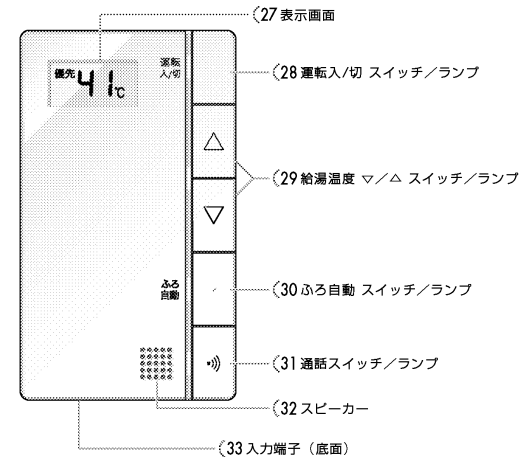 27 表示画面
運転
入/切
優先 41℃
28 運転入/切 スイッチ／ランプ
29 給湯温度 ▽／△ スイッチ／ランプ
ふろ
自動
30 ふろ自動 スイッチ／ランプ
31 通話スイッチ／ランプ
32 スピーカー
33 入力端子（底面）